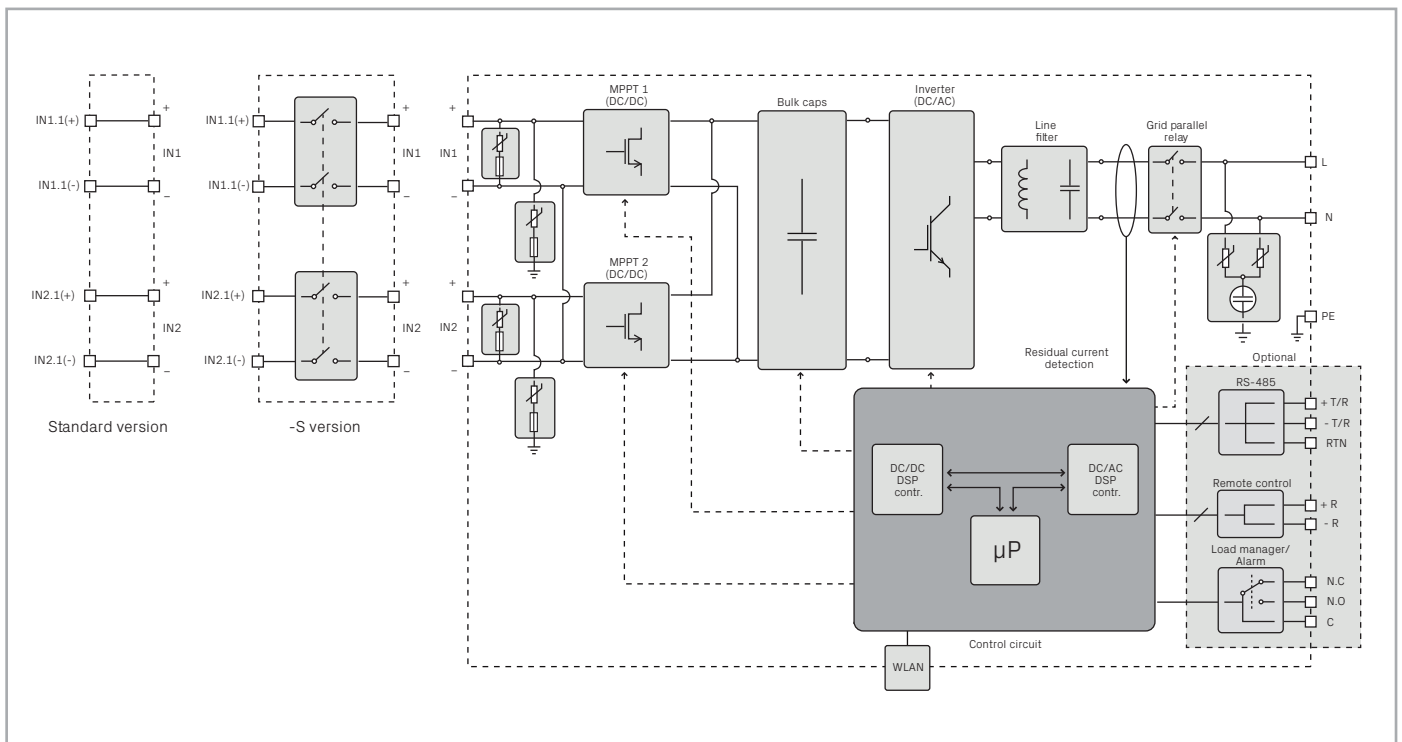 IN1.1(+)
+
IN1
IN1.1(-)
–
IN2.1(+)
+
IN2
IN2.1(-)
–
Standard version
IN1.1(+)
+
IN1
IN1.1(-)
–
IN2.1(+)
+
IN2
IN2.1(-)
–
-S version
+
IN1
–
+
IN2
–
MPPT 1
(DC/DC)
MPPT 2
(DC/DC)
Bulk caps
Inverter
(DC/AC)
Line
filter
Grid parallel
relay
L
N
PE
Residual current
detection
Optional
RS-485
+ T/R
- T/R
RTN
Remote control
+ R
- R
Load manager/
Alarm
N.C
N.O
C
DC/DC
DSP
contr.
DC/AC
DSP
contr.
µP
Control circuit
WLAN